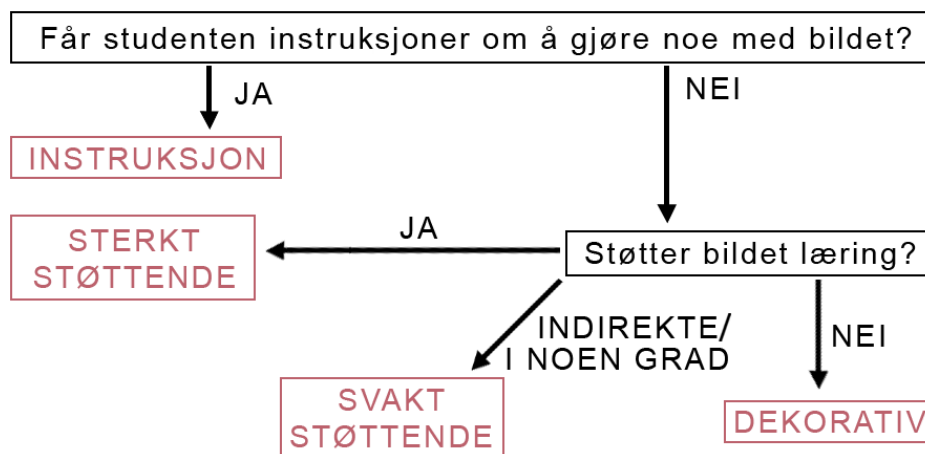 Får studenten instruksjoner om å gjøre noe med bildet?
JA
NEI
INSTRUKSJON
STERKT
STØTTENDE
JA
Støtter bildet læring?
INDIREKTE/
I NOEN GRAD
NEI
SVAKT
STØTTENDE
DEKORATIV